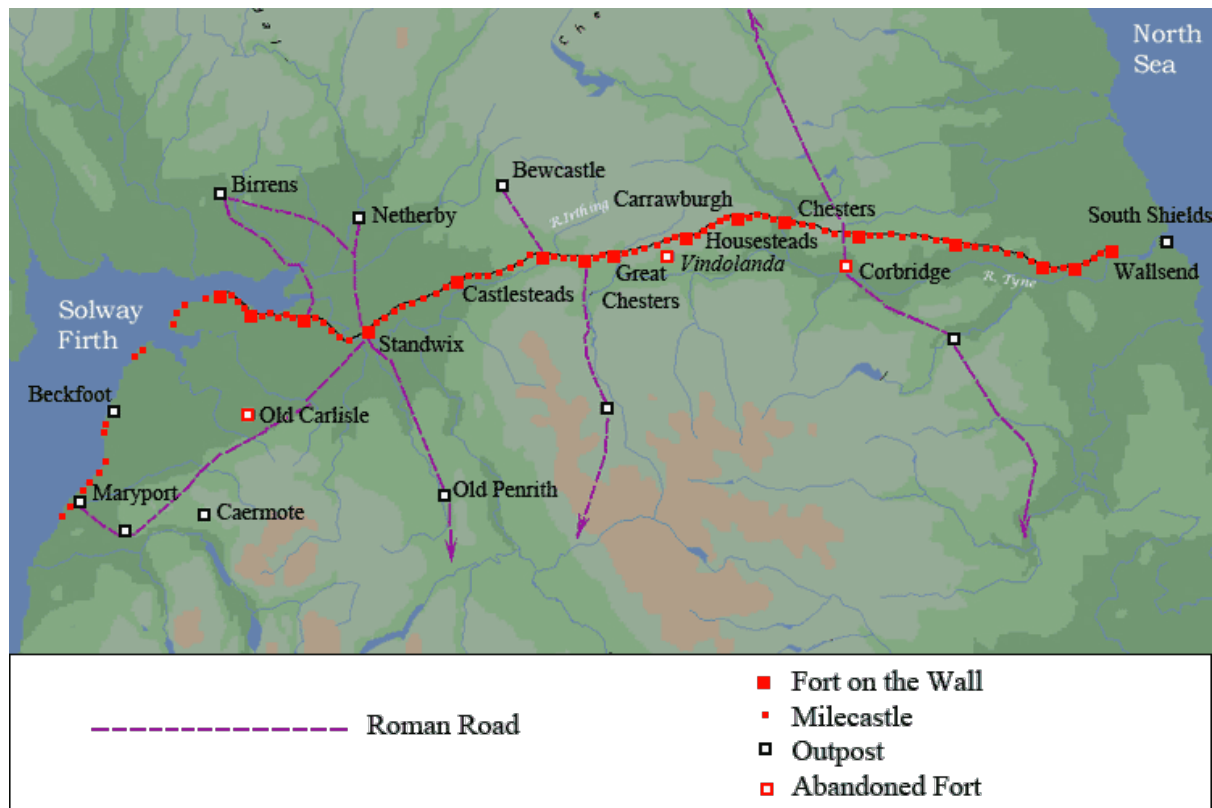 North
Sea
Birrens
Netherby
Bewcastle
R.Irthing
Carrawburgh
Chesters
South Shields
Housesteads
Vindolanda
Great
Chesters
Corbridge
R. Tyne
Wallsend
Castlesteads
Solway
Firth
Standwix
Beckfoot
Old Carlisle
Maryport
Caermote
Old Penrith
Roman Road
Fort on the Wall
Milecastle
Outpost
Abandoned Fort